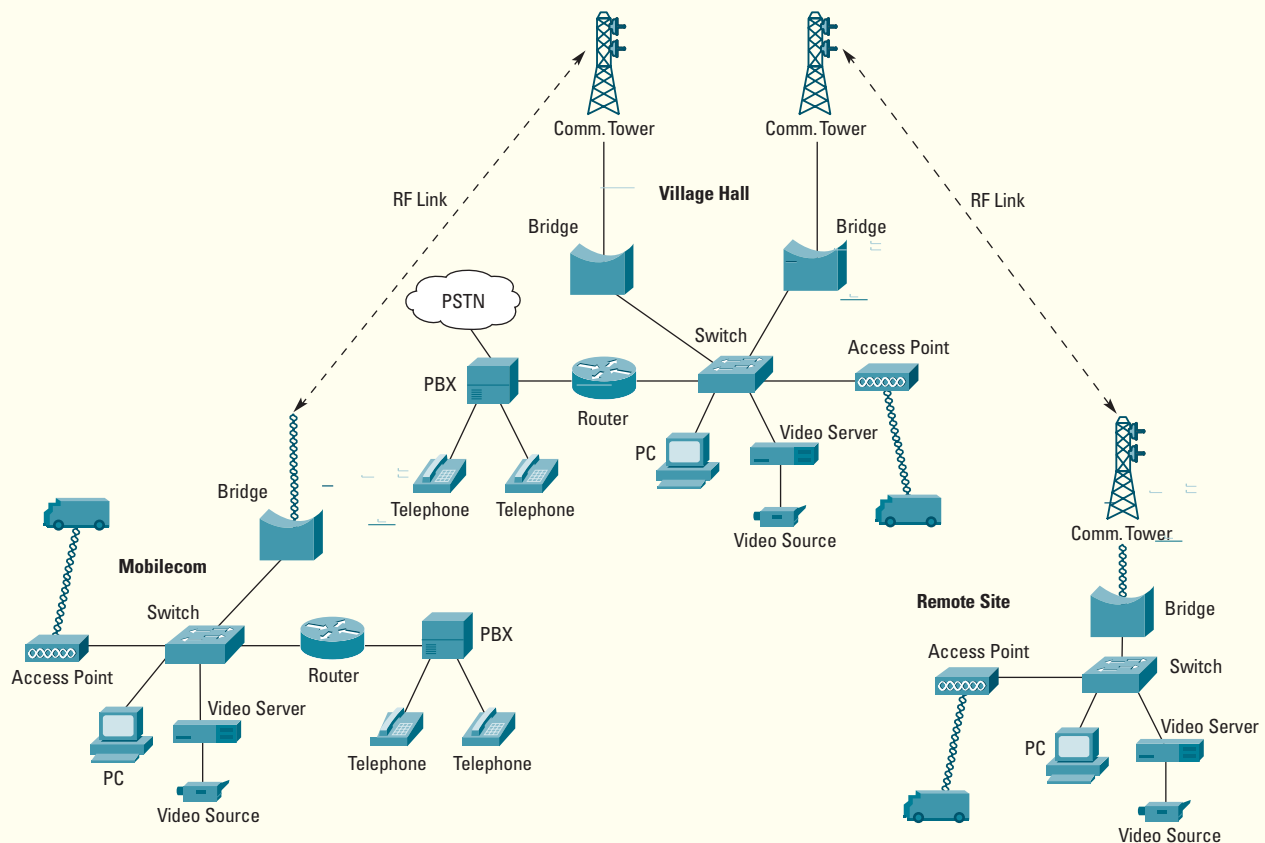 Comm. Tower
Comm. Tower
RF Link
Village Hall
RF Link
Bridge
Bridge
PSTN
Switch
Access Point
PBX
Router
PC
Video Server
Telephone
Telephone
Video Source
Bridge
Mobilecom
Switch
Access Point
Router
PBX
Video Server
PC
Telephone
Telephone
Video Source
Comm. Tower
Remote Site
Bridge
Access Point
Switch
Video Server
PC
Video Source